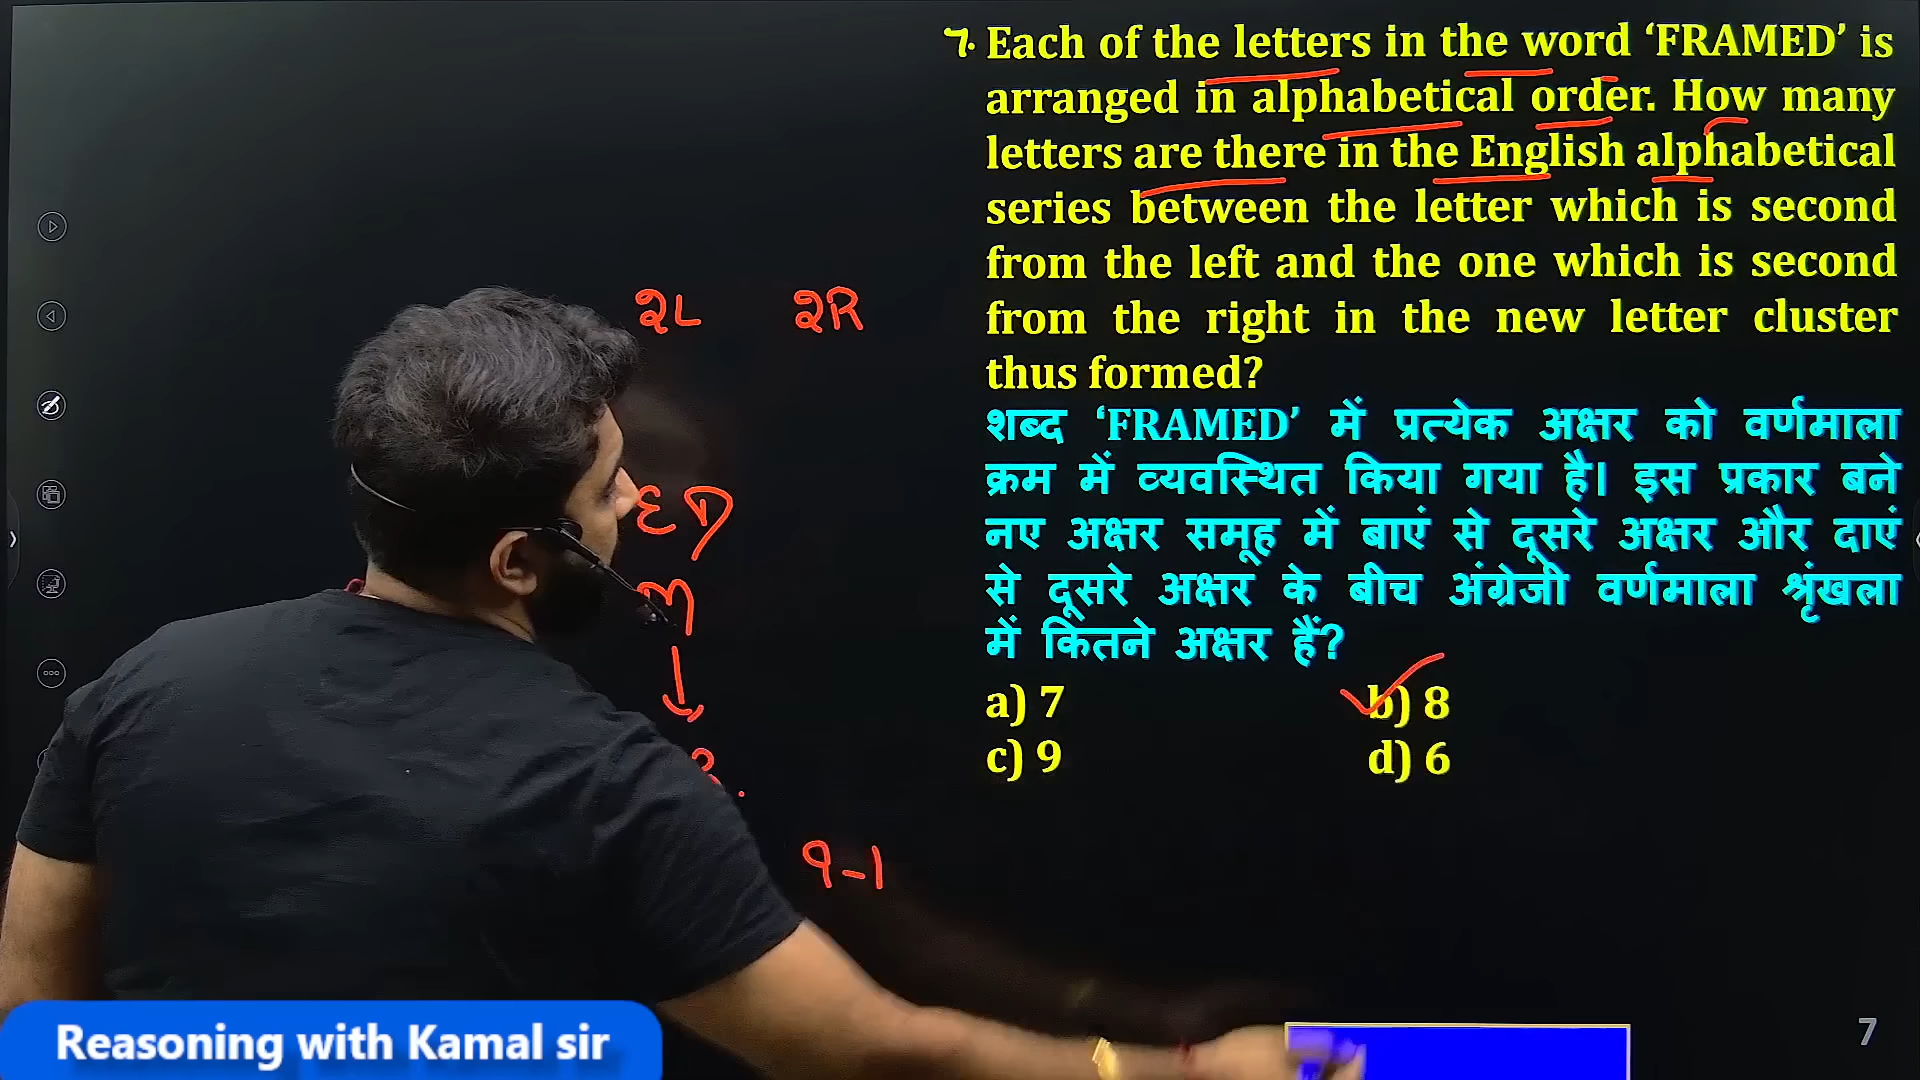 7. Each of the letters in the word ‘FRAMED’ is
arranged in alphabetical order. How many
letters are there in the English alphabetical
series between the letter which is second
from the left and the one which is second
from the right in the new letter cluster
thus formed?
शब्द ‘FRAMED’ में प्रत्येक अक्षर को वर्णमाला
क्रम में व्यवस्थित किया गया है। इस प्रकार बने
नए अक्षर समूह में बाएं से दूसरे अक्षर और दाएं
से दूसरे अक्षर के बीच अंग्रेजी वर्णमाला श्रृंखला
में कितने अक्षर हैं?
a) 7 b) 8
c) 9 d) 6
2L 2R
ED
M
9-1
Reasoning with Kamal sir
7